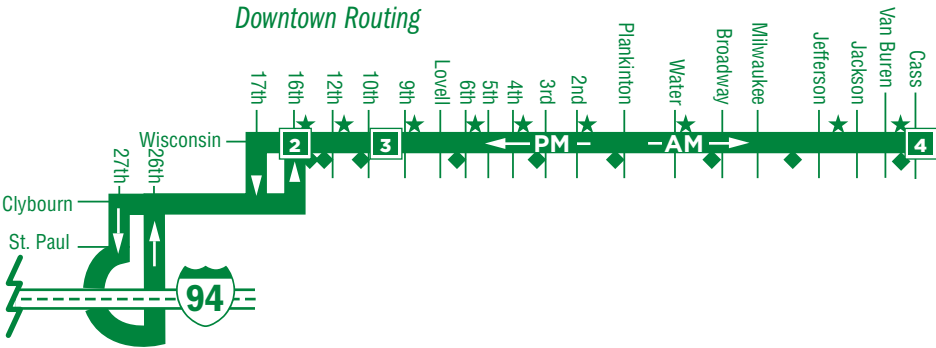 Downtown Routing
17th
16th
12th
10th
9th
Lovell
6th
5th
4th
3rd
2nd
Plankinton
Water
Broadway
Milwaukee
Jefferson
Jackson
Van Buren
Cass
Wisconsin
2
3
PM
AM
4
27th
26th
Clybourn
St. Paul
94